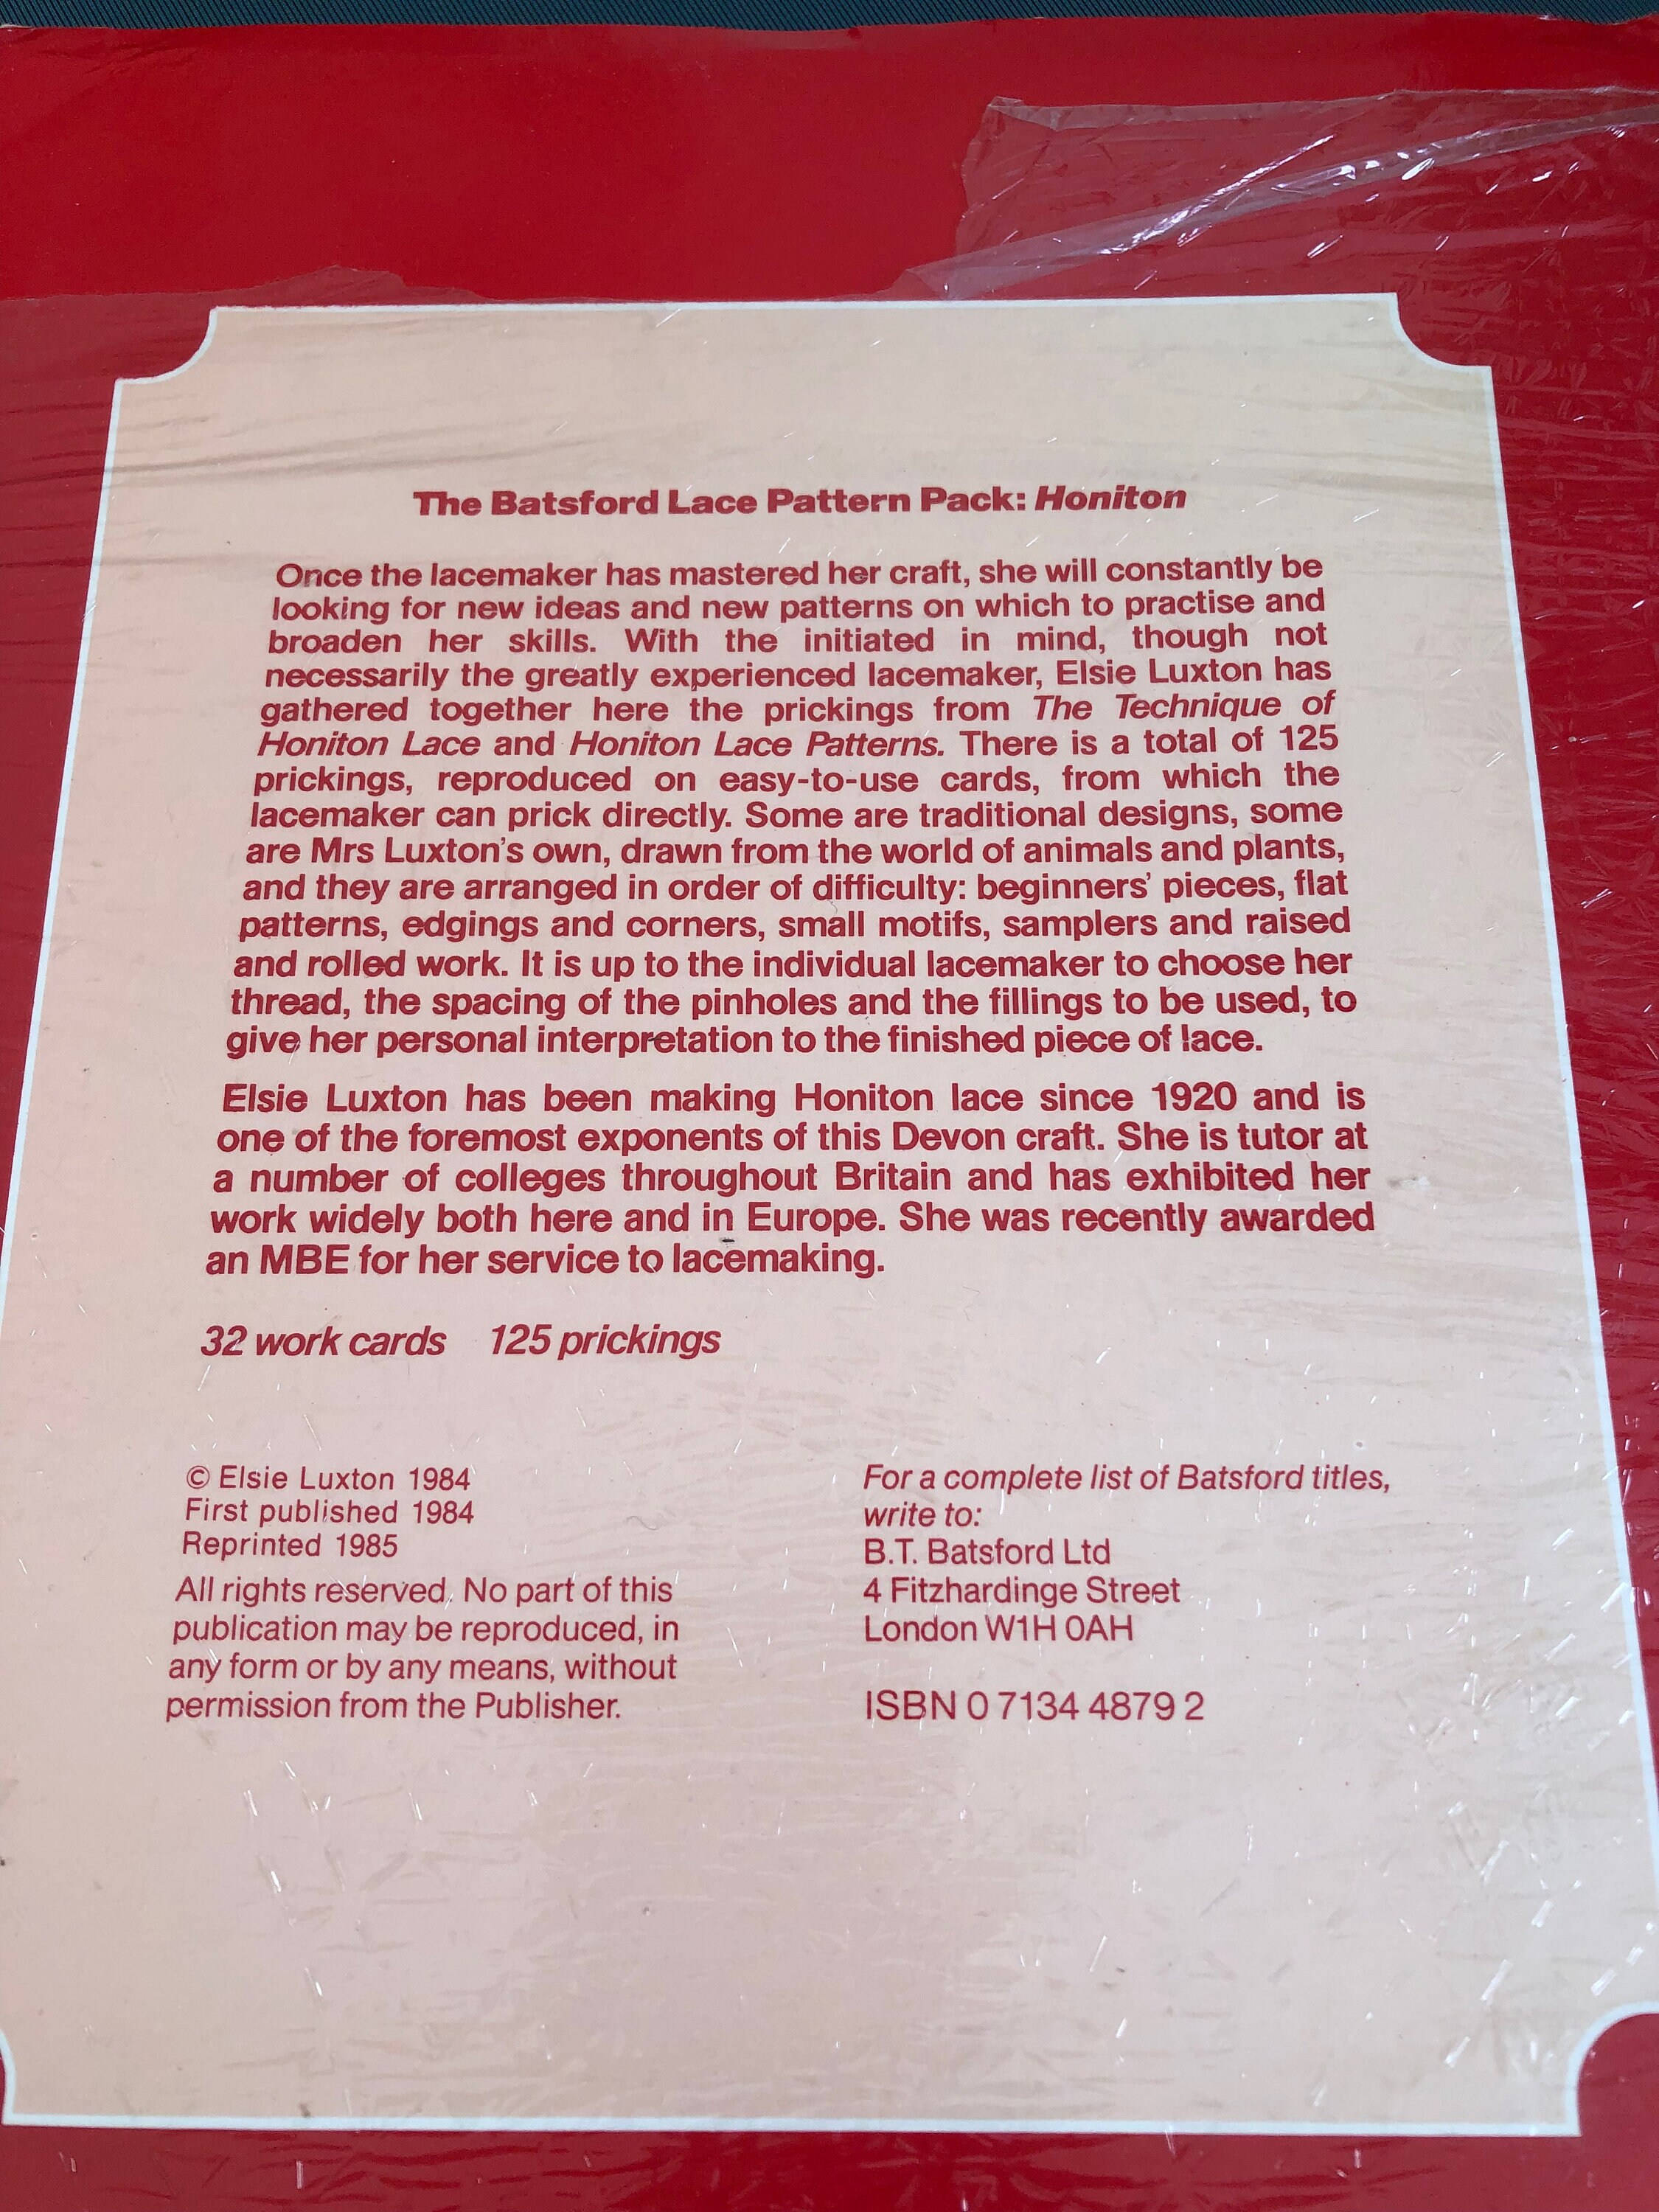 The Batsford Lace Pattern Pack: Honiton
Once the lacemaker has mastered her craft, she will constantly be
looking for new ideas and new patterns on which to practise and
broaden her skills. With the initiated in mind, though not
necessarily the greatly experienced lacemaker, Elsie Luxton has
gathered together here the prickings from The Technique of
Honiton Lace and Honiton Lace Patterns. There is a total of 125
prickings, reproduced on easy-to-use cards, from which the
lacemaker can prick directly. Some are traditional designs, some
are Mrs Luxton's own, drawn from the world of animals and plants,
and they are arranged in order of difficulty: beginners' pieces, flat
patterns, edgings and corners, small motifs, samplers and raised
and rolled work. It is up to the individual lacemaker to choose her
thread, the spacing of the pinholes and the fillings to be used, to
give her personal interpretation to the finished piece of lace.
Elsie Luxton has been making Honiton lace since 1920 and is
one of the foremost exponents of this Devon craft. She is tutor at
a number of colleges throughout Britain and has exhibited her
work widely both here and in Europe. She was recently awarded
an MBE for her service to lacemaking.
32 work cards 125 prickings
© Elsie Luxton 1984
First published 1984
Reprinted 1985
All rights reserved. No part of this
publication may be reproduced, in
any form or by any means, without
permission from the Publisher.
For a complete list of Batsford titles,
write to:
B.T. Batsford Ltd
4 Fitzhardinge Street
London W1H 0AH
ISBN 0 7134 4879 2